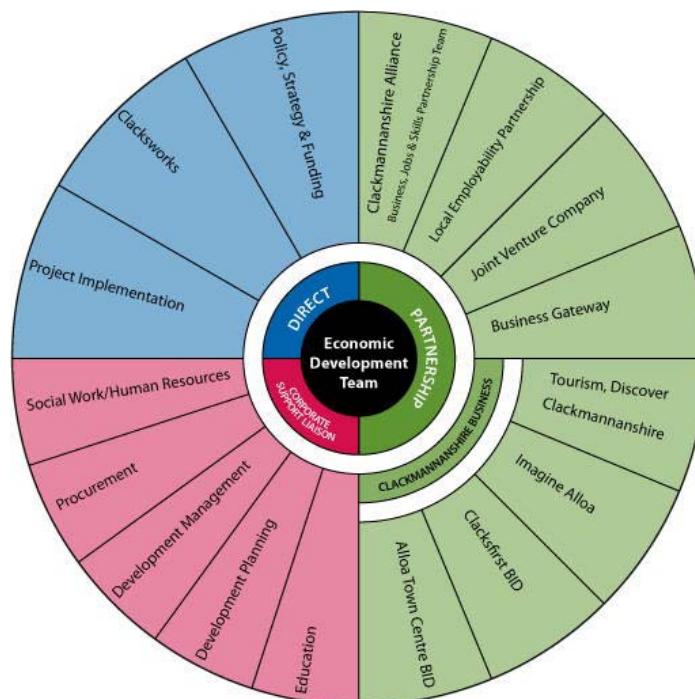 Policy, Strategy & Funding
Clacksworks
Project Implementation
Clackmannanshire Alliance
Business, Jobs & Skills Partnership Team
Local Employability Partnership
Joint Venture Company
Business Gateway
DIRECT
PARTNERSHIP
Economic
Development
Team
CORPORATE
SUPPORT LIAISON
CLACKMANNANSHIRE BUSINESS
Tourism, Discover
Clackmannanshire
Imagine Alloa
Clacksfirst BID
Alloa Town Centre BID
Social Work/Human Resources
Procurement
Development Management
Development Planning
Education